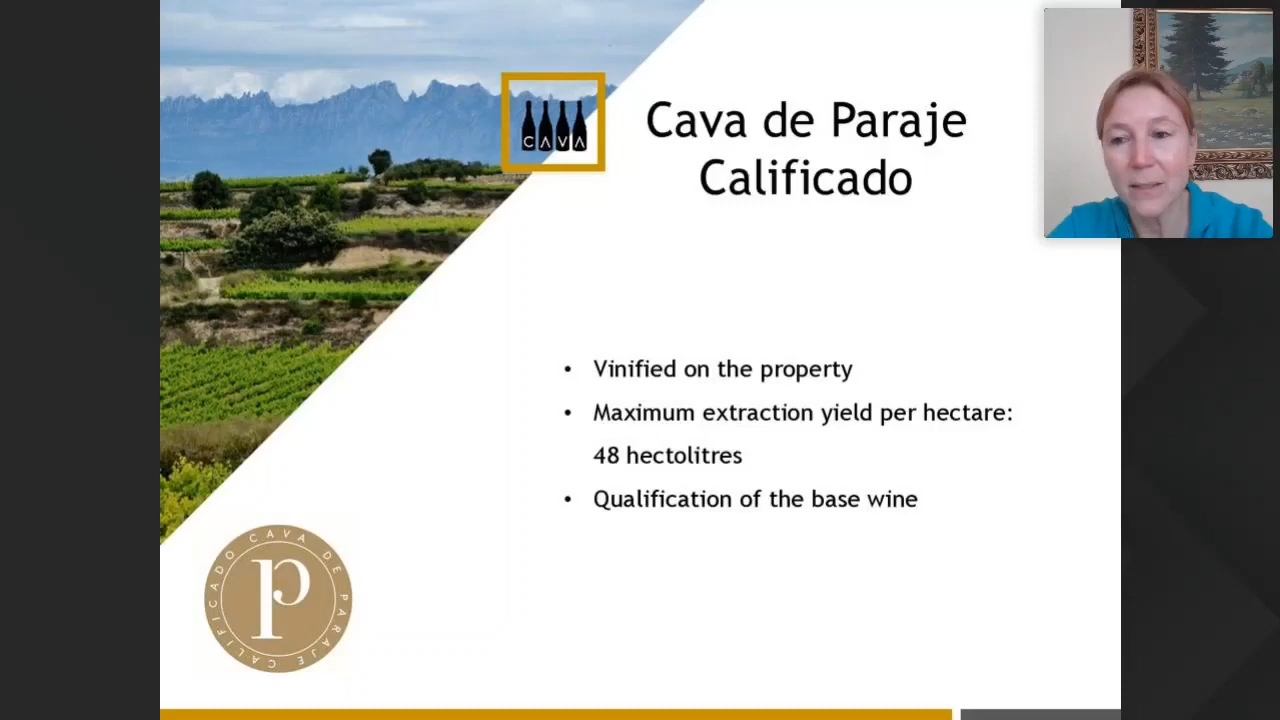 CAVA
Cava de Paraje
Calificado
• Vinified on the property
• Maximum extraction yield per hectare:
48 hectolitres
• Qualification of the base wine
CAVA DE PARAJE CALIFICADO
p